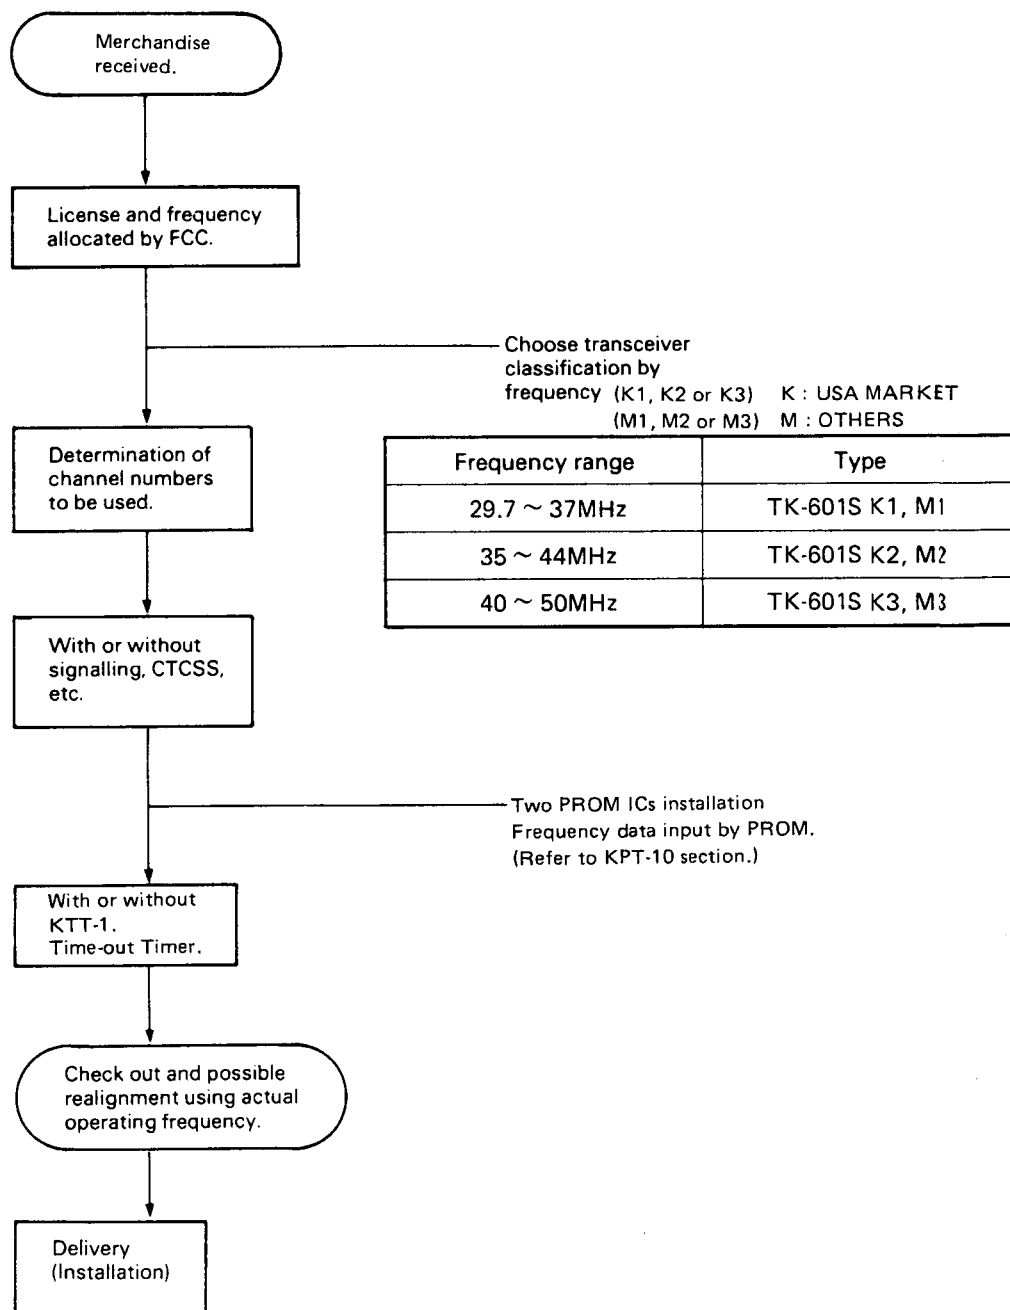 Merchandise
received.
License and frequency
allocated by FCC.
Choose transceiver
classification by
frequency (K1, K2 or K3) K : USA MARKET
(M1, M2 or M3) M : OTHERS
Frequency range Type
29.7 ~ 37MHz TK-601S K1, M1
35 ~ 44MHz TK-601S K2, M2
40 ~ 50MHz TK-601S K3, M3
Determination of
channel numbers
to be used.
With or without
signalling, CTCSS,
etc.
Two PROM ICs installation
Frequency data input by PROM.
(Refer to KPT-10 section.)
With or without
KTT-1.
Time-out Timer.
Check out and possible
realignment using actual
operating frequency.
Delivery
(Installation)